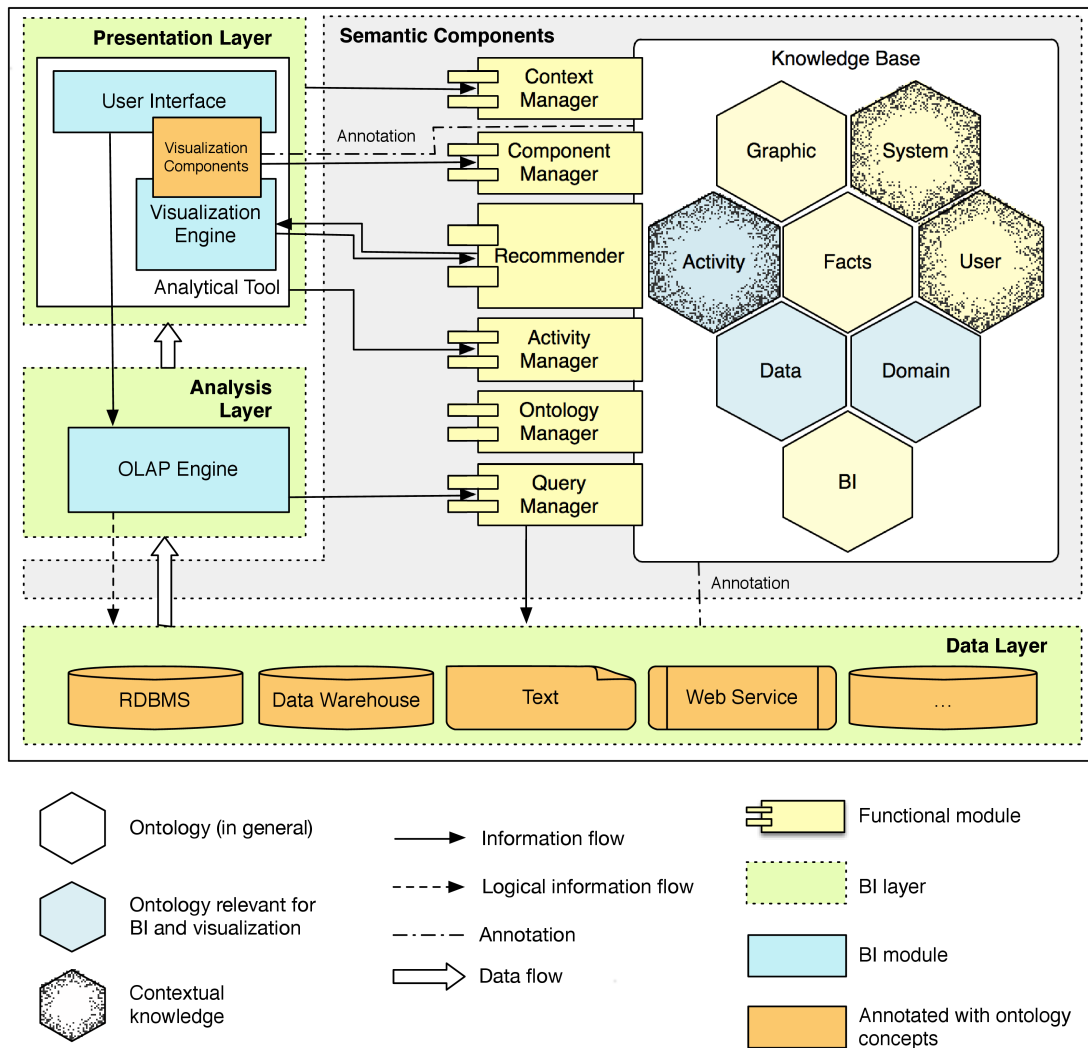 Presentation Layer
User Interface
Visualization
Components
Visualization
Engine
Analytical Tool
Analysis
Layer
OLAP Engine
Semantic Components
Annotation
Context
Manager
Component
Manager
Recommender
Activity
Manager
Ontology
Manager
Query
Manager
Knowledge Base
Graphic
System
Activity
Facts
User
Data
Domain
BI
Annotation
Data Layer
RDBMS
Data Warehouse
Text
Web Service
...
Ontology (in general)
Ontology relevant for
BI and visualization
Contextual
knowledge
Information flow
Logical information flow
Annotation
Data flow
Functional module
BI layer
BI module
Annotated with ontology
concepts